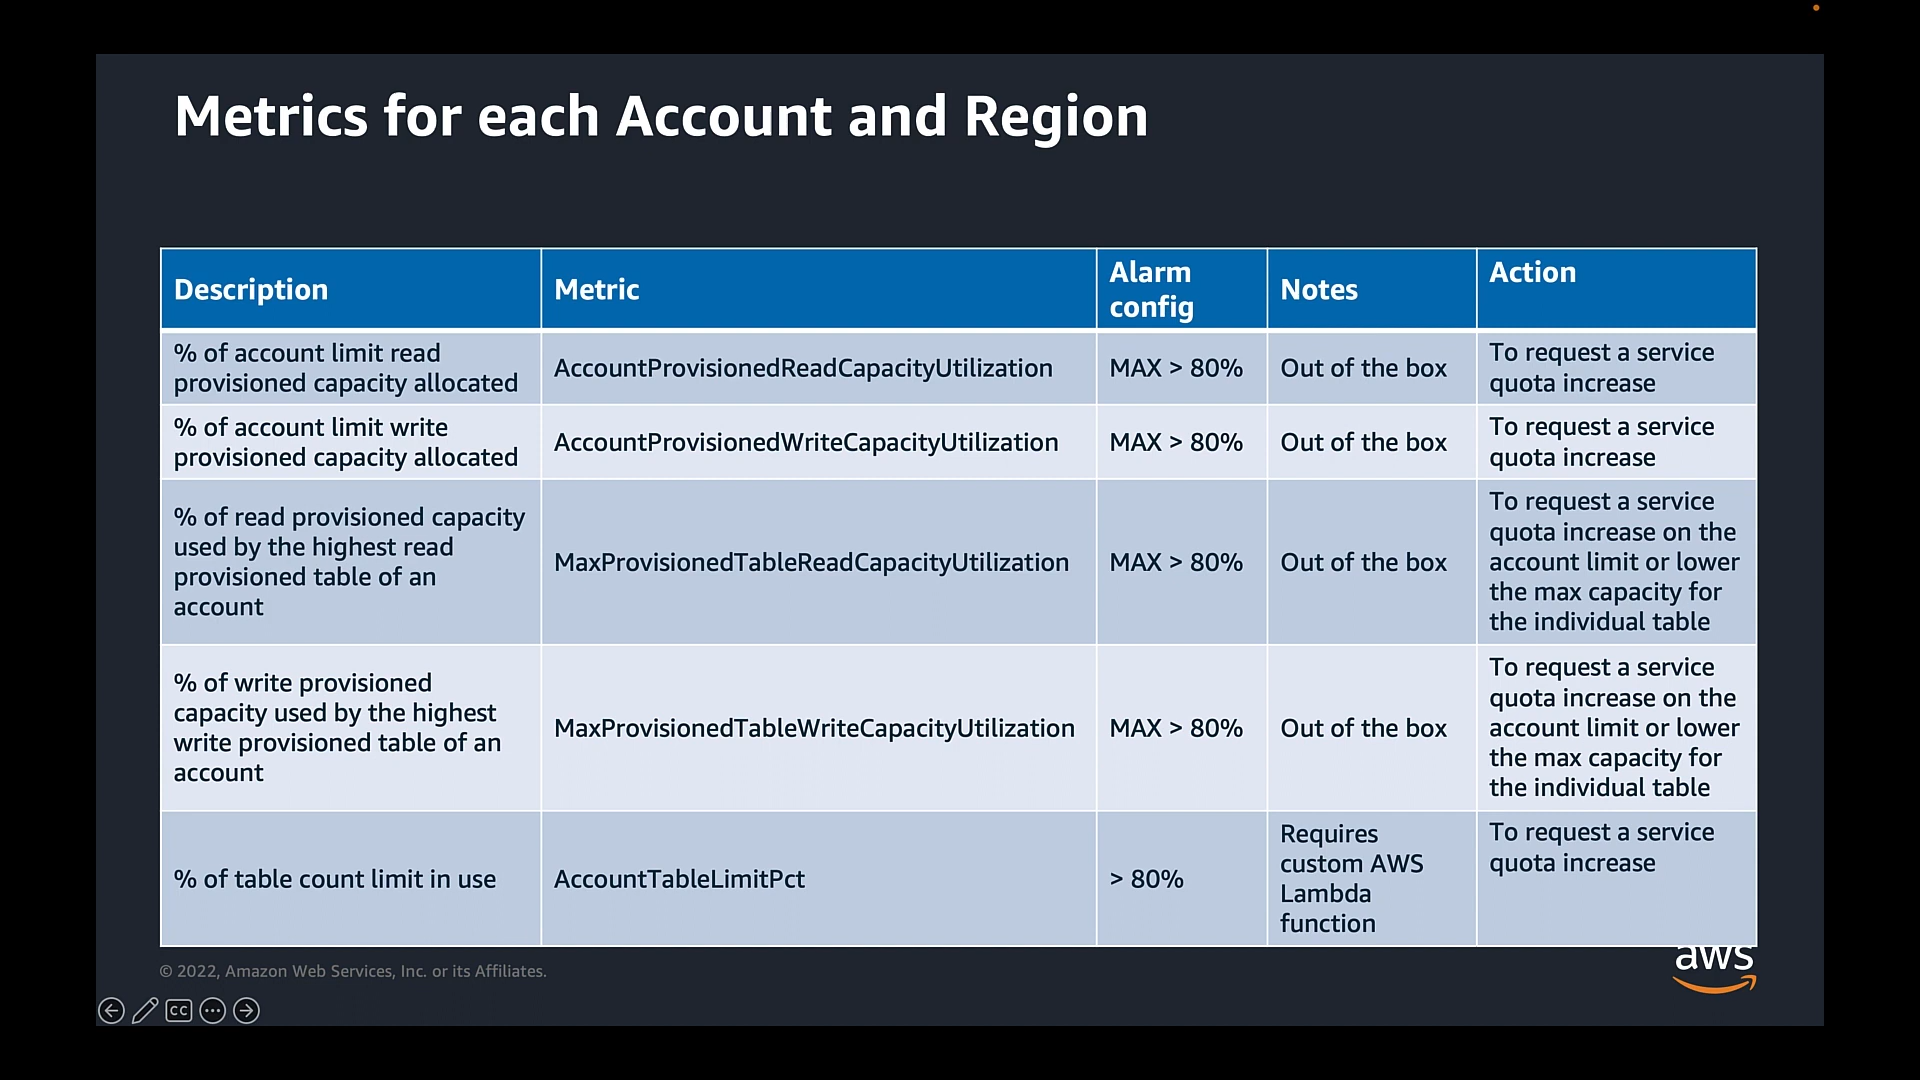 Metrics for each Account and Region
Description
Metric
Alarm
config
Notes
Action
% of account limit read
provisioned capacity allocated
AccountProvisionedReadCapacityUtilization
MAX > 80%
Out of the box
To request a service
quota increase
% of account limit write
provisioned capacity allocated
AccountProvisionedWriteCapacityUtilization
MAX > 80%
Out of the box
To request a service
quota increase
% of read provisioned capacity
used by the highest read
provisioned table of an
account
MaxProvisionedTableReadCapacityUtilization
MAX > 80%
Out of the box
To request a service
quota increase on the
account limit or lower
the max capacity for
the individual table
% of write provisioned
capacity used by the highest
write provisioned table of an
account
MaxProvisionedTableWriteCapacityUtilization
MAX > 80%
Out of the box
To request a service
quota increase on the
account limit or lower
the max capacity for
the individual table
% of table count limit in use
AccountTableLimitPct
> 80%
Requires
custom AWS
Lambda
function
To request a service
quota increase
© 2022, Amazon Web Services, Inc. or its Affiliates.
aws
CC